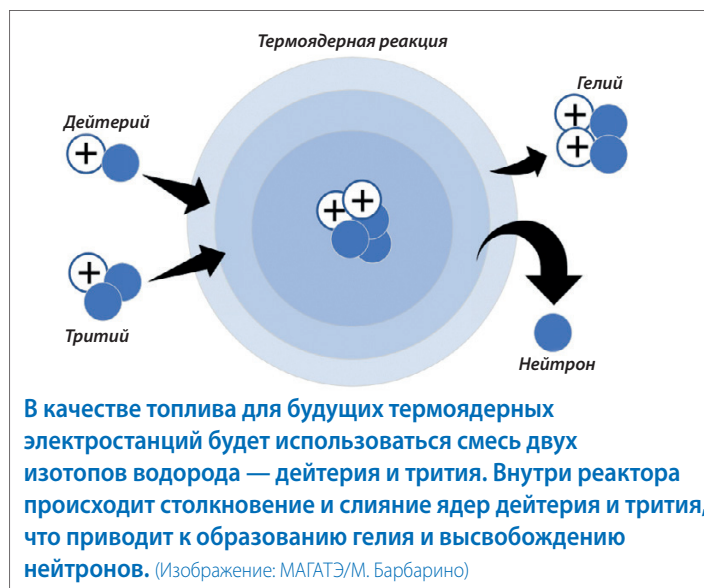 Термоядерная реакция
Гелий
Дейтерий
+
+
+
+
+
+
Тритий
Нейтрон
В качестве топлива для будущих термоядерных
электростанций будет использоваться смесь двух
изотопов водорода — дейтерия и трития. Внутри реактора
происходит столкновение и слияние ядер дейтерия и трития,
что приводит к образованию гелия и высвобождению
нейтронов. (Изображение: МАГАТЭ/М. Барбарино)